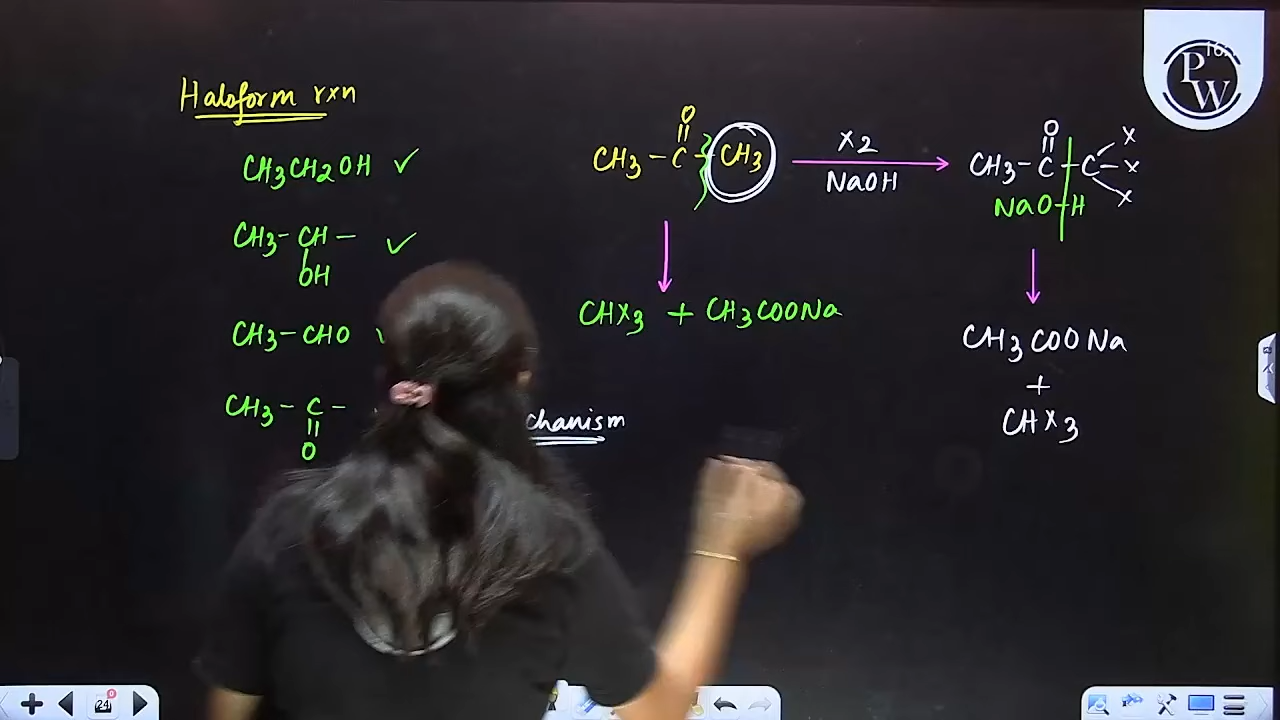 Haloform rxn
CH3CH2OH ✓
CH3-CH- ✓
OH
CH3-CHO
CH3-C-
O
O
CH3-C-CH3
X2
NaOH
CHX3 + CH3COONa
chanism
O
CH3-C-C
X
X
X
NaO-H
CH3COONa
+
CHX3
P
W
24